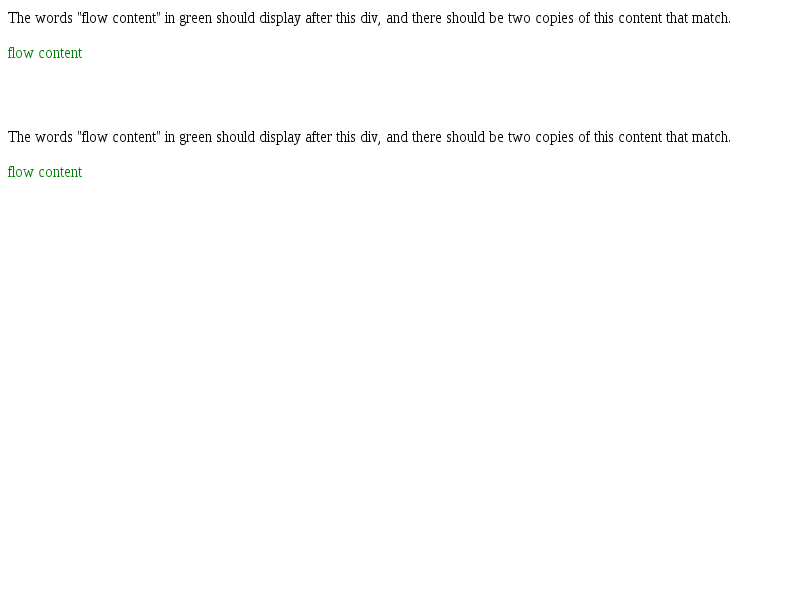 The words "flow content" in green should display after this div, and there should be two copies of this content that match.
flow content
The words "flow content" in green should display after this div, and there should be two copies of this content that match.
flow content